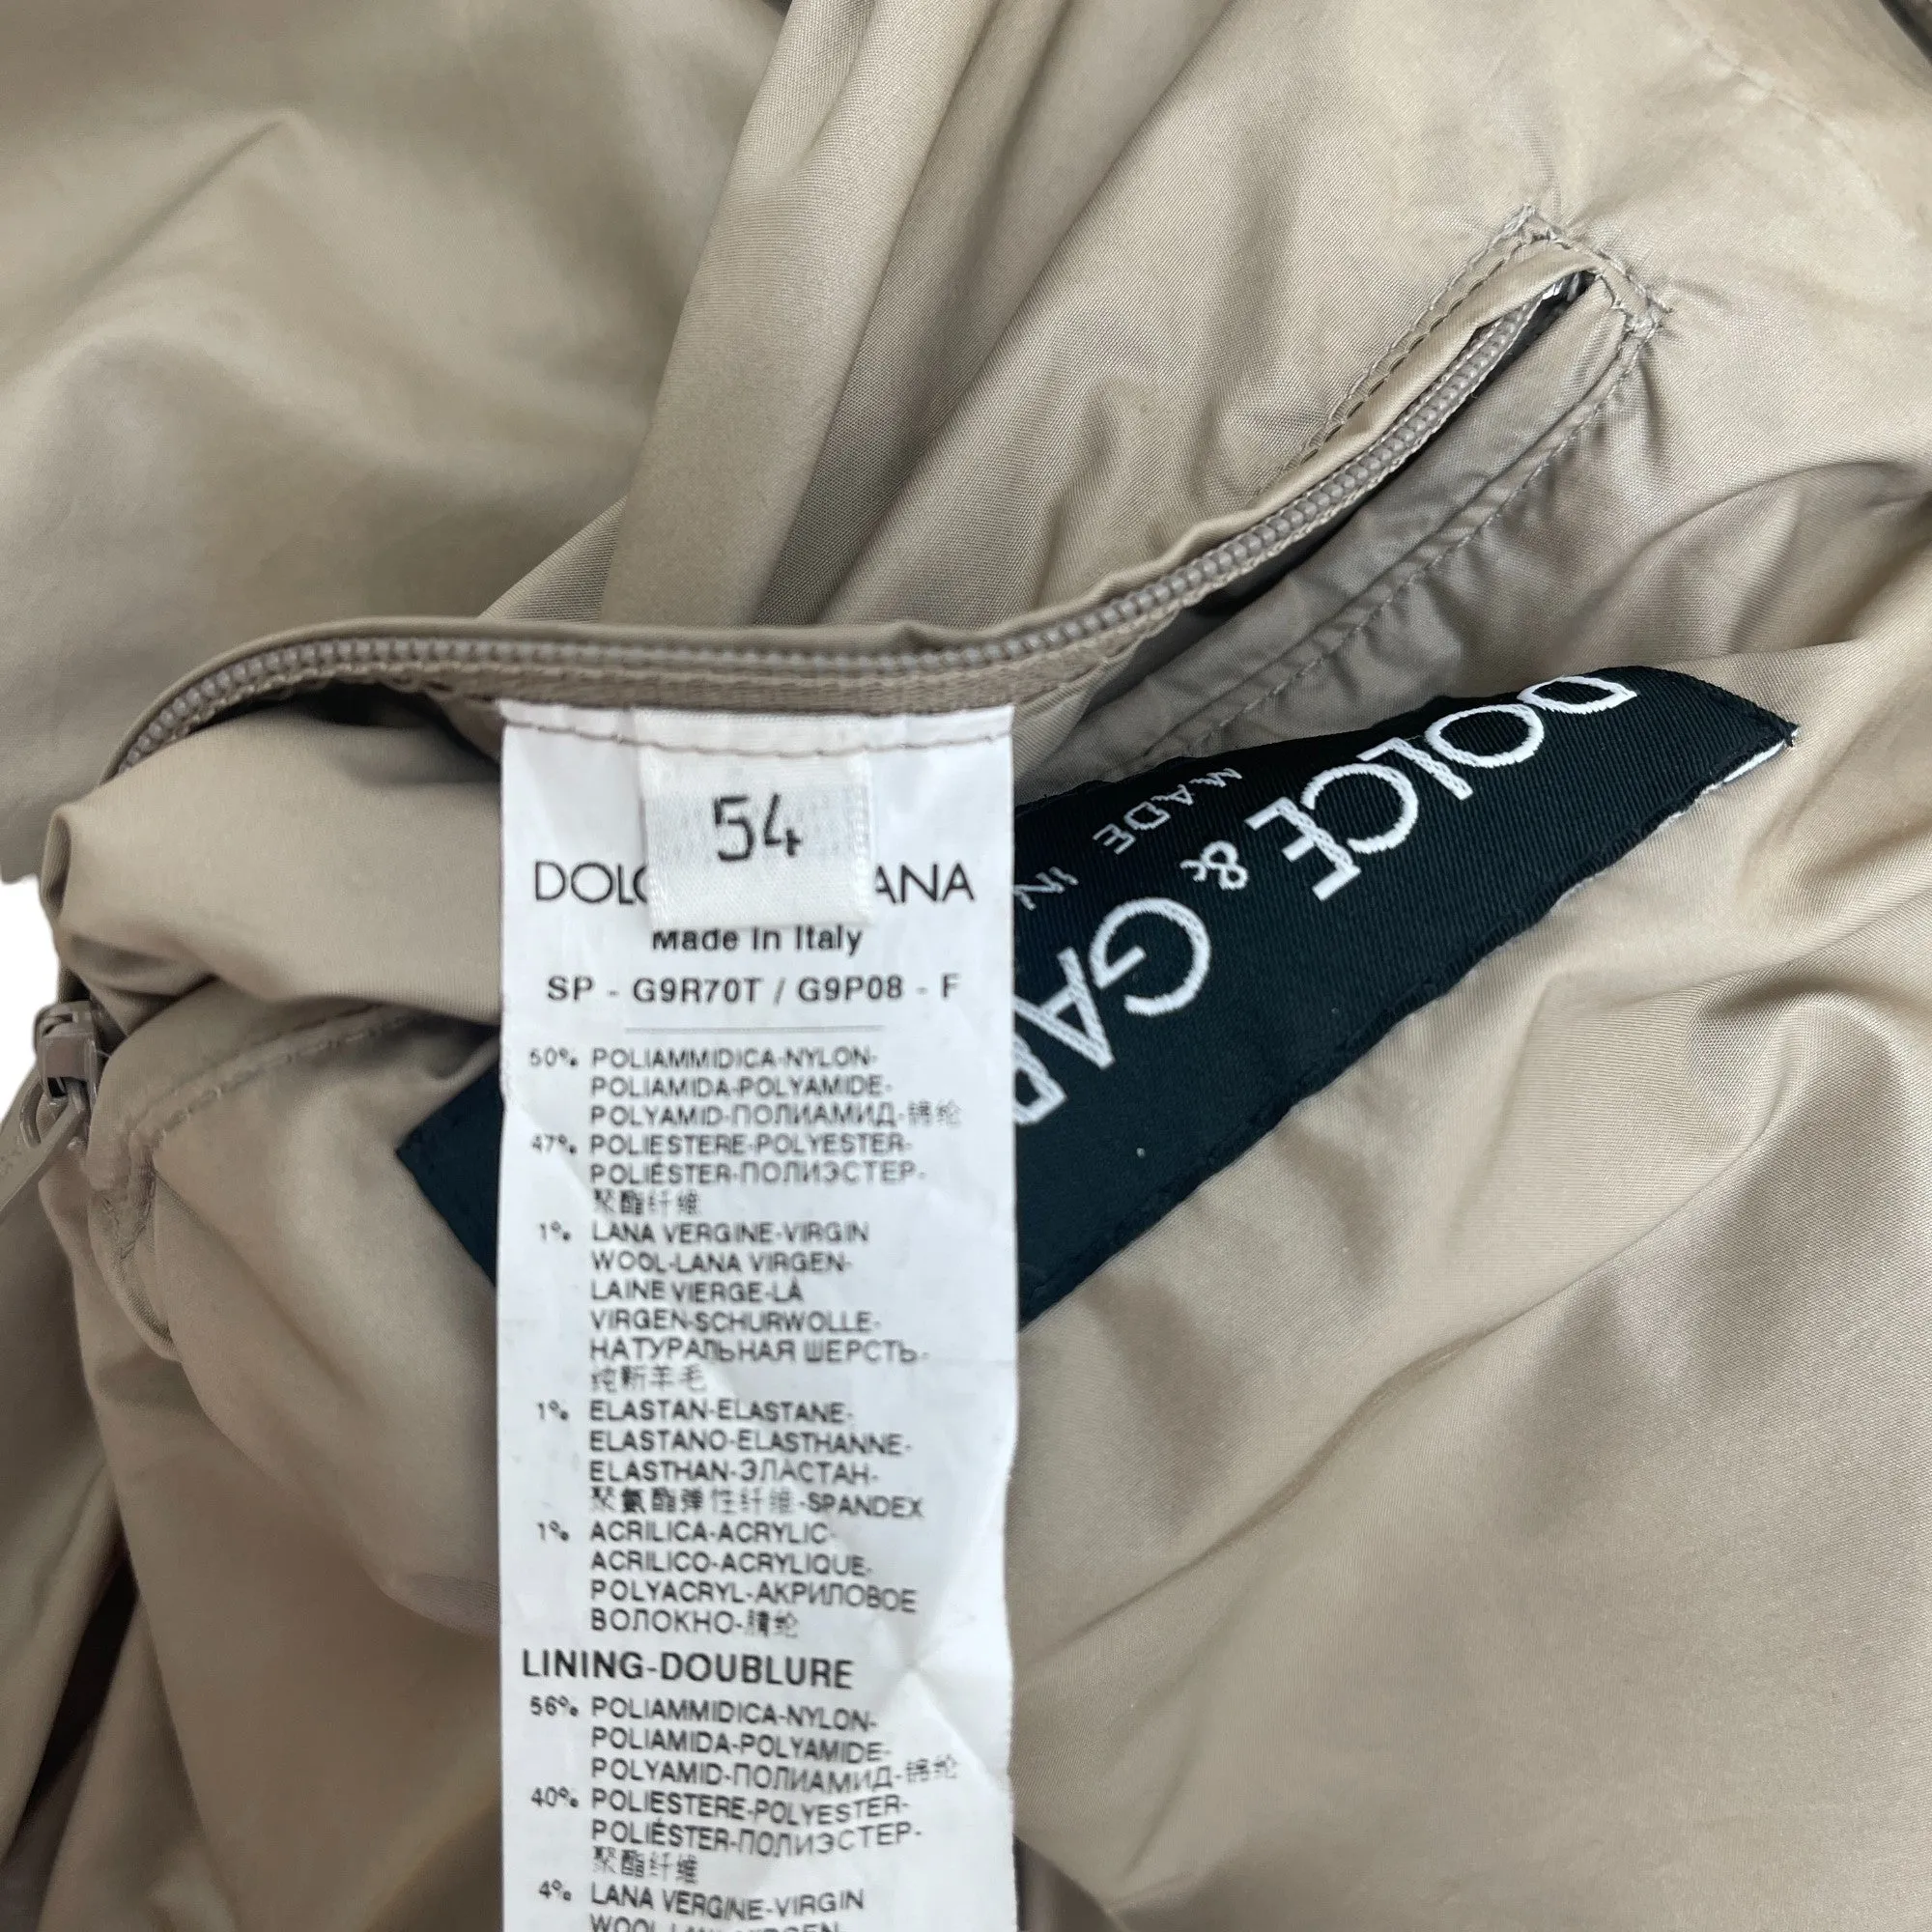 54
DOLC ANA
Made in Italy
SP - G9R70T / G9P08 - F
50% POLIAMMIDICA-NYLON-
POLIAMIDA-POLYAMIDE-
POLYAMID-ПОЛИАМИД-锦纶
47% POLIESTERE-POLYESTER-
POLIÉSTER-ПОЛИЭСТЕР-
聚酯纤维
1% LANA VERGINE-VIRGIN
WOOL-LANA VIRGEN-
LAINE VIERGE-LÃ
VIRGEN-SCHURWOLLE-
НАТУРАЛЬНАЯ ШЕРСТЬ-
纯新羊毛
1% ELASTAN-ELASTANE-
ELASTANO-ELASTHANNE-
ELASTHAN-ЭЛАСТАН-
聚氨酯弹性纤维-SPANDEX
1% ACRILICA-ACRYLIC-
ACRILICO-ACRYLIQUE-
POLYACRYL-АКРИЛОВОЕ
ВОЛОКНО-腈纶
LINING-DOUBLURE
56% POLIAMMIDICA-NYLON-
POLIAMIDA-POLYAMIDE-
POLYAMID-ПОЛИАМИД-锦纶
40% POLIESTERE-POLYESTER-
POLIÉSTER-ПОЛИЭСТЕР-
聚酯纤维
4% LANA VERGINE-VIRGIN
WOOL-LANA VIRGEN-
DOLCE & GAB
MADE IN